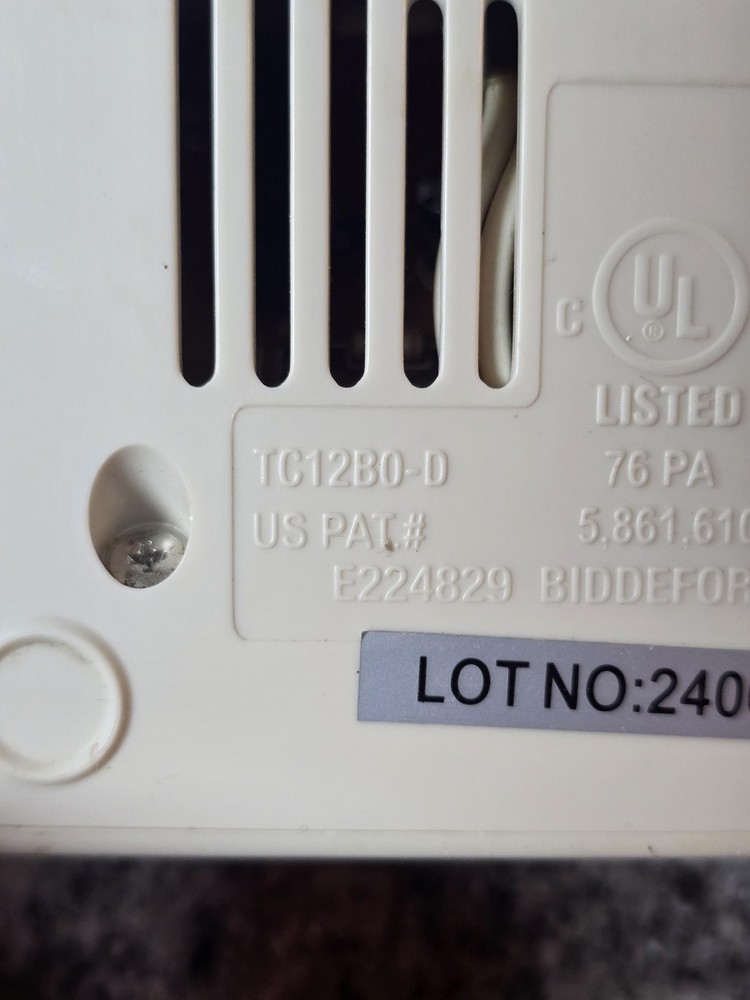 C UL ®
LISTED
TC12B0-D 76 PA
US PAT.# 5,861,610
E224829 BIDDEFOR
LOT NO:240